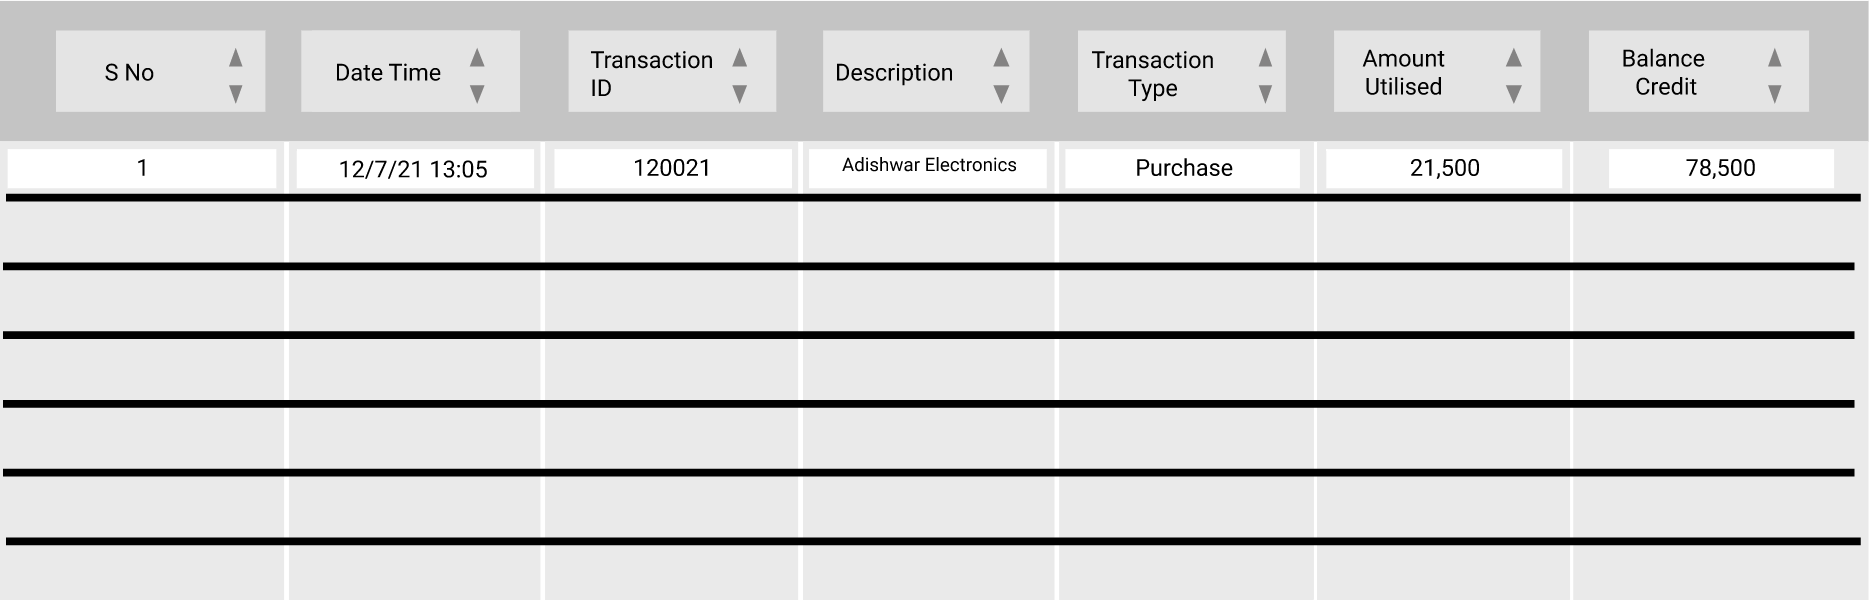 S No
Date Time
Transaction
ID
Description
Transaction
Type
Amount
Utilised
Balance
Credit
1
12/7/21 13:05
120021
Adishwar Electronics
Purchase
21,500
78,500